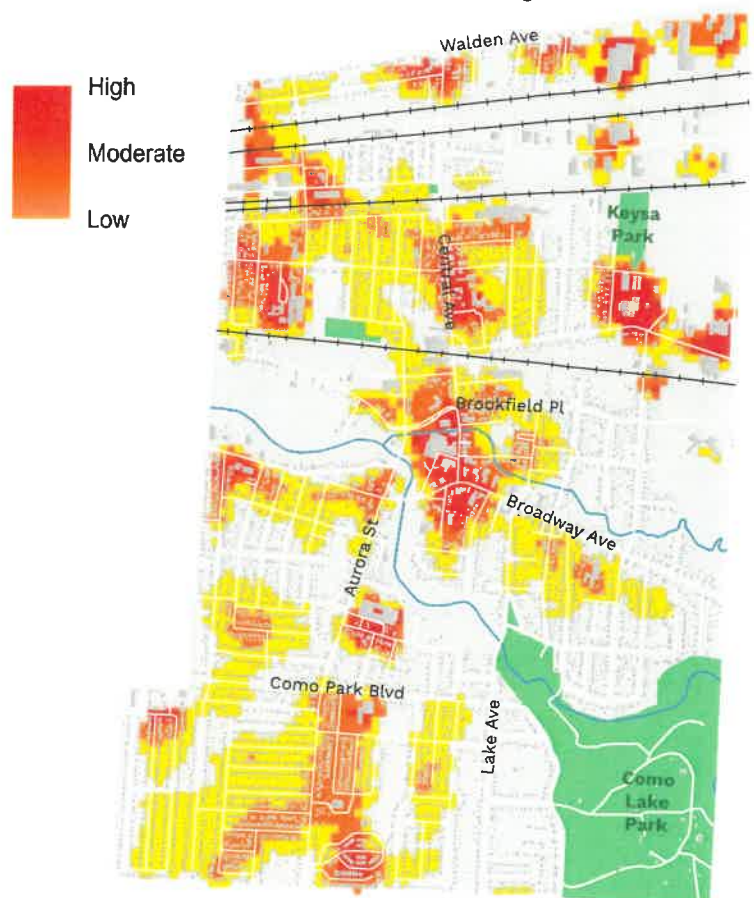 Walden Ave
High
Moderate
Low
Keysa
Park
Central Ave
Brookfield Pl
Broadway Ave
Aurora St
Como Park Blvd
Lake Ave
Como
Lake
Park